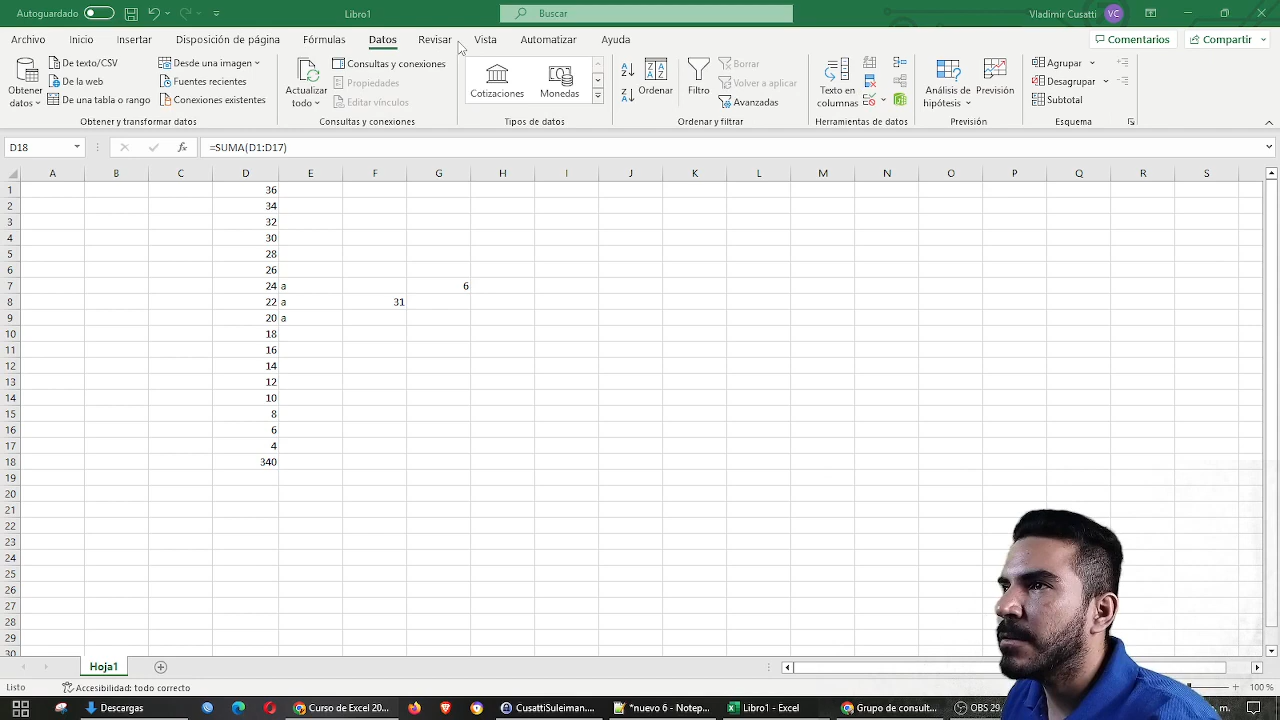 Autoguardado
Libro1
Buscar
Vladimir Cusatti
VC
Archivo Inicio Insertar Disposición de página Fórmulas Datos Revisar Vista Automatizar Ayuda
Comentarios
Compartir
Obtener datos
De texto/CSV
De la web
De una tabla o rango
Desde una imagen
Fuentes recientes
Conexiones existentes
Obtener y transformar datos
Actualizar todo
Consultas y conexiones
Propiedades
Editar vínculos
Consultas y conexiones
Cotizaciones
Monedas
Tipos de datos
Ordenar
Filtro
Borrar
Volver a aplicar
Avanzadas
Ordenar y filtrar
Texto en columnas
Herramientas de datos
Análisis de hipótesis
Previsión
Previsión
Agrupar
Desagrupar
Subtotal
Esquema
D18
fx
=SUMA(D1:D17)
A B C D E F G H I J K L M N O P Q R S
1 36
2 34
3 32
4 30
5 28
6 26
7 24 a 6
8 22 a 31
9 20 a
10 18
11 16
12 14
13 12
14 10
15 8
16 6
17 4
18 340
19
20
21
22
23
24
25
26
27
28
29
30
Hoja1
Listo
Accesibilidad: todo correcto
100 %
Descargas
Curso de Excel 20...
CusattiSuleiman....
*nuevo 6 - Notep...
Libro1 - Excel
Grupo de consult...
OBS 29